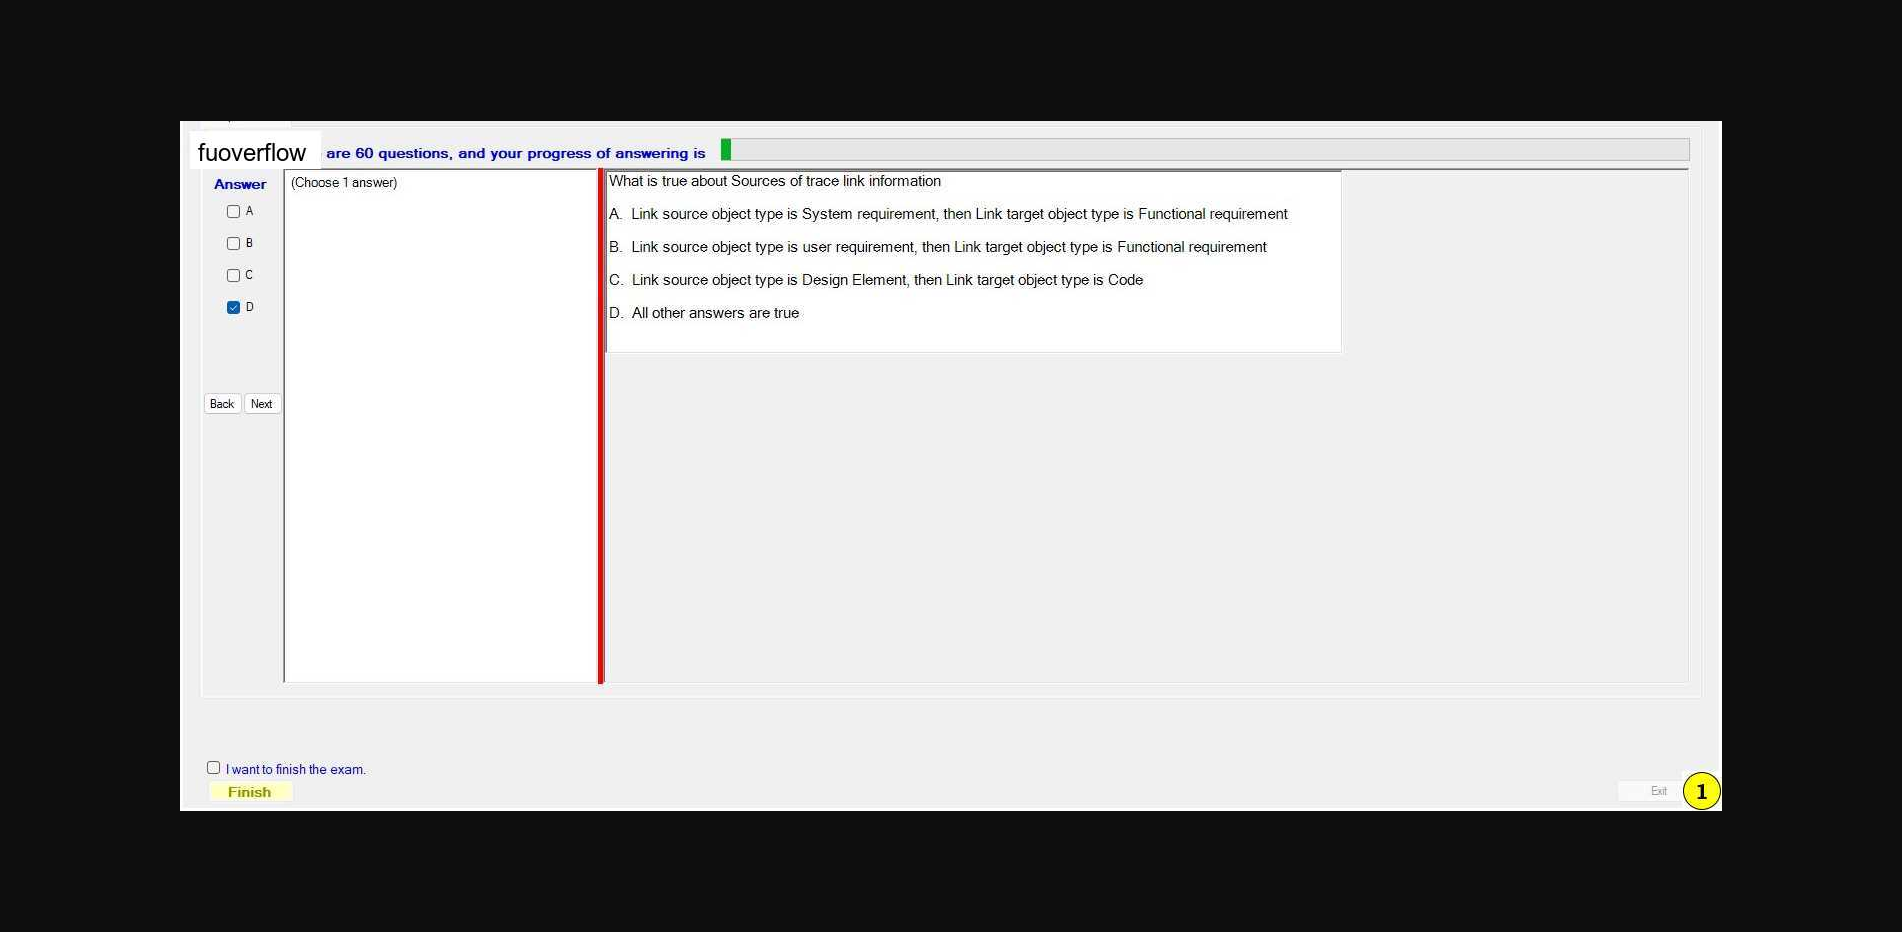 fuoverflow are 60 questions, and your progress of answering is
Answer
(Choose 1 answer)
A
B
C
D
Back
Next
What is true about Sources of trace link information
A. Link source object type is System requirement, then Link target object type is Functional requirement
B. Link source object type is user requirement, then Link target object type is Functional requirement
C. Link source object type is Design Element, then Link target object type is Code
D. All other answers are true
I want to finish the exam.
Finish
Exit
1